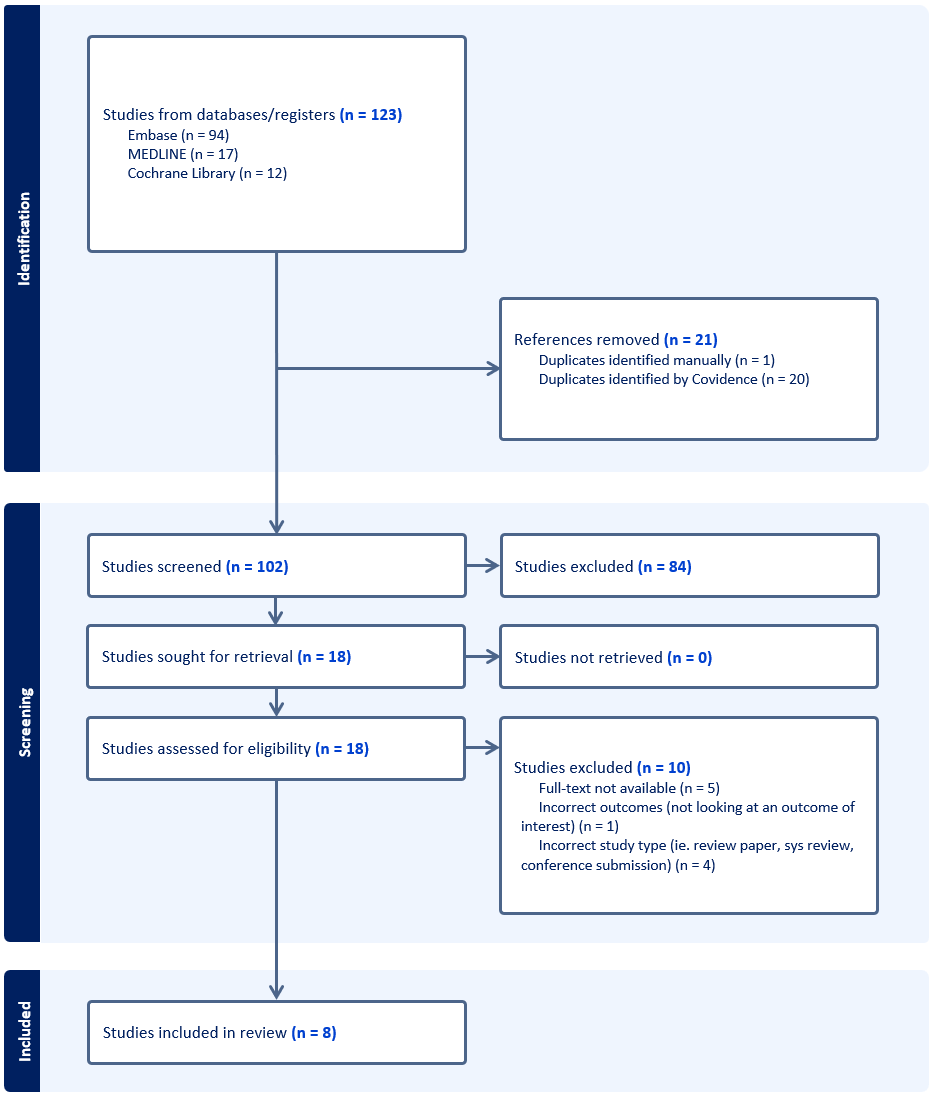 Identification
Studies from databases/registers (n = 123)
Embase (n = 94)
MEDLINE (n = 17)
Cochrane Library (n = 12)
References removed (n = 21)
Duplicates identified manually (n = 1)
Duplicates identified by Covidence (n = 20)
Screening
Studies screened (n = 102)
Studies excluded (n = 84)
Studies sought for retrieval (n = 18)
Studies not retrieved (n = 0)
Studies assessed for eligibility (n = 18)
Studies excluded (n = 10)
Full-text not available (n = 5)
Incorrect outcomes (not looking at an outcome of
interest) (n = 1)
Incorrect study type (ie. review paper, sys review,
conference submission) (n = 4)
Included
Studies included in review (n = 8)